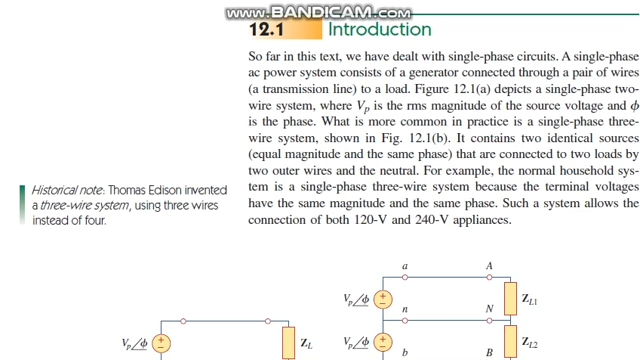 www.BANDICAM.com
12.1 Introduction
So far in this text, we have dealt with single-phase circuits. A single-phase
ac power system consists of a generator connected through a pair of wires
(a transmission line) to a load. Figure 12.1(a) depicts a single-phase two-
wire system, where Vp is the rms magnitude of the source voltage and ϕ
is the phase. What is more common in practice is a single-phase three-
wire system, shown in Fig. 12.1(b). It contains two identical sources
(equal magnitude and the same phase) that are connected to two loads by
two outer wires and the neutral. For example, the normal household sys-
tem is a single-phase three-wire system because the terminal voltages
have the same magnitude and the same phase. Such a system allows the
connection of both 120-V and 240-V appliances.
Historical note: Thomas Edison invented
a three-wire system, using three wires
instead of four.
a A
Vp∠ϕ + − ZL1
n N
Vp∠ϕ + − ZL
Vp∠ϕ + − ZL2
b B